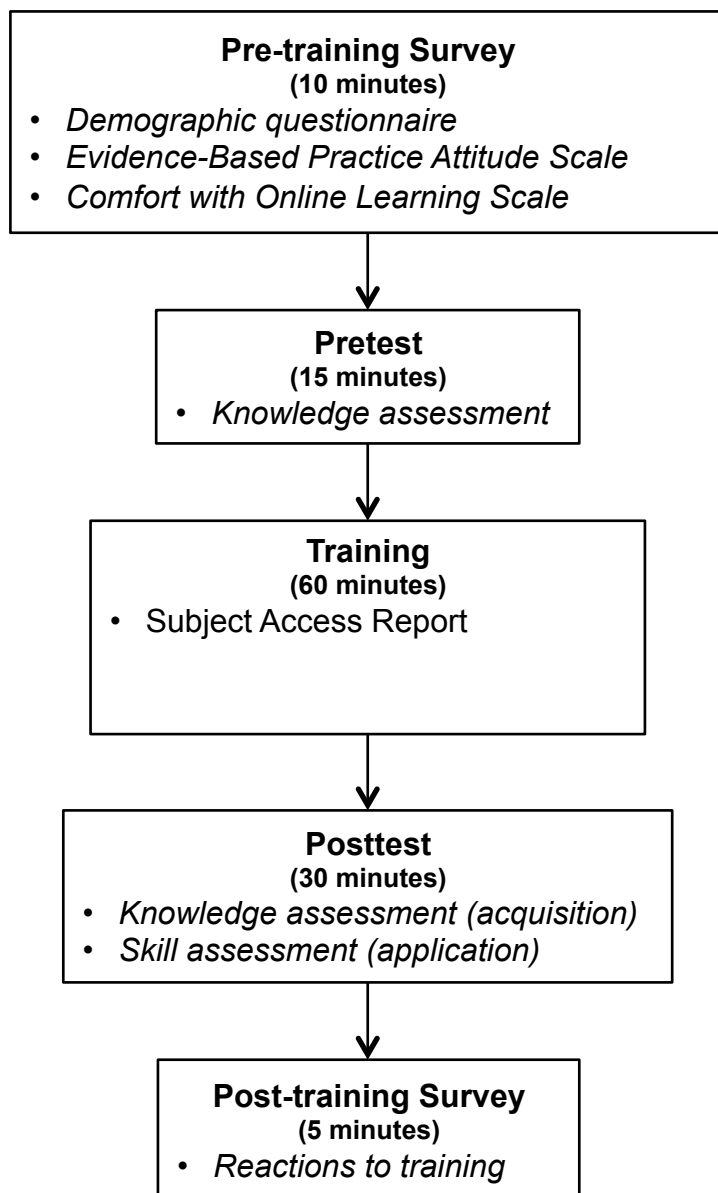 Pre-training Survey
(10 minutes)
• Demographic questionnaire
• Evidence-Based Practice Attitude Scale
• Comfort with Online Learning Scale
Pretest
(15 minutes)
• Knowledge assessment
Training
(60 minutes)
• Subject Access Report
Posttest
(30 minutes)
• Knowledge assessment (acquisition)
• Skill assessment (application)
Post-training Survey
(5 minutes)
• Reactions to training